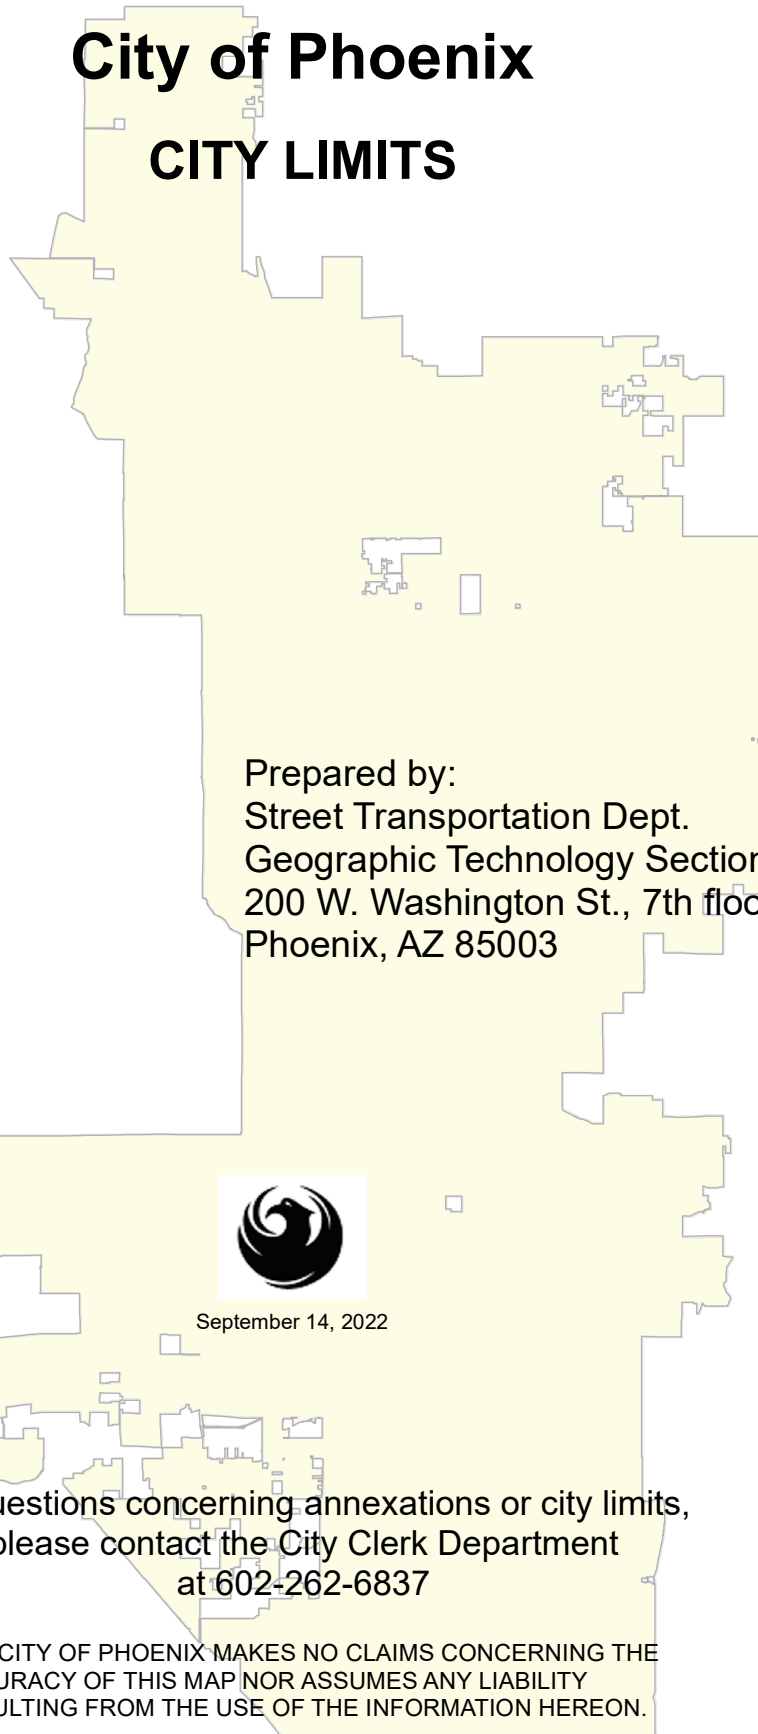 City of Phoenix
CITY LIMITS
Prepared by:
Street Transportation Dept.
Geographic Technology Section
200 W. Washington St., 7th floo
Phoenix, AZ 85003
September 14, 2022
uestions concerning annexations or city limits,
please contact the City Clerk Department
at 602-262-6837
CITY OF PHOENIX MAKES NO CLAIMS CONCERNING THE
URACY OF THIS MAP NOR ASSUMES ANY LIABILITY
ULTING FROM THE USE OF THE INFORMATION HEREON.